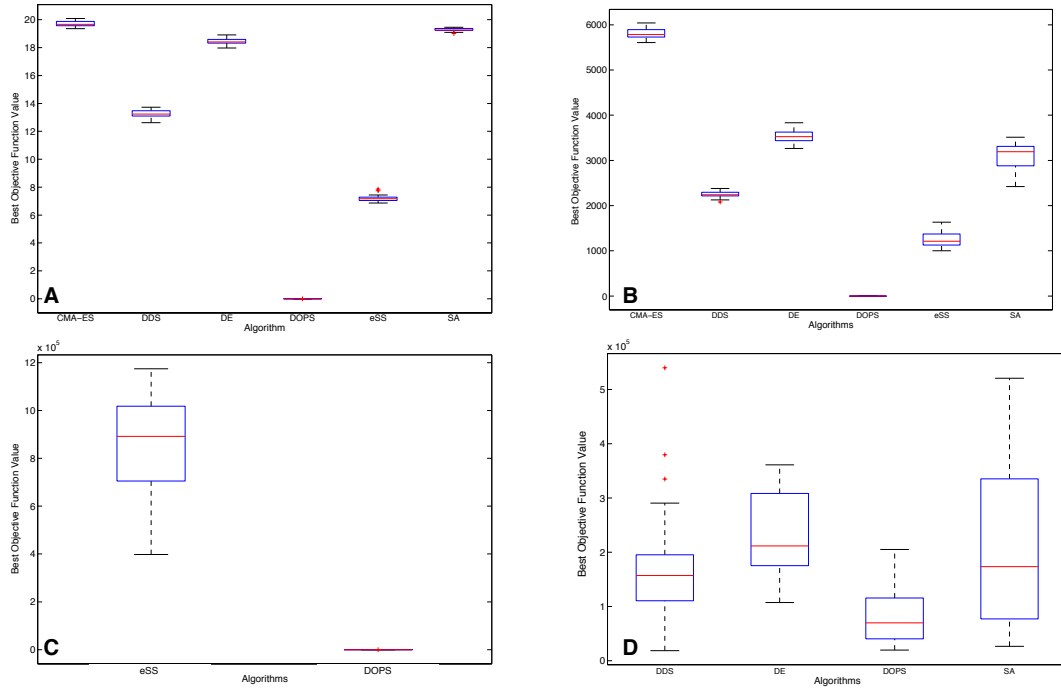 20
18
16
14
12
10
8
6
4
2
0
Best Objective Function Value
A
CMA-ES DDS DE DOPS eSS SA
Algorithm
6000
5000
4000
3000
2000
1000
0
Best Objective Function Value
B
CMA-ES DDS DE DOPS eSS SA
Algorithms
x 10^5
12
10
8
6
4
2
0
Best Objective Function Value
C
eSS DOPS
Algorithms
x 10^5
5
4
3
2
1
0
Best Objective Function Value
D
DDS DE DOPS SA
Algorithms